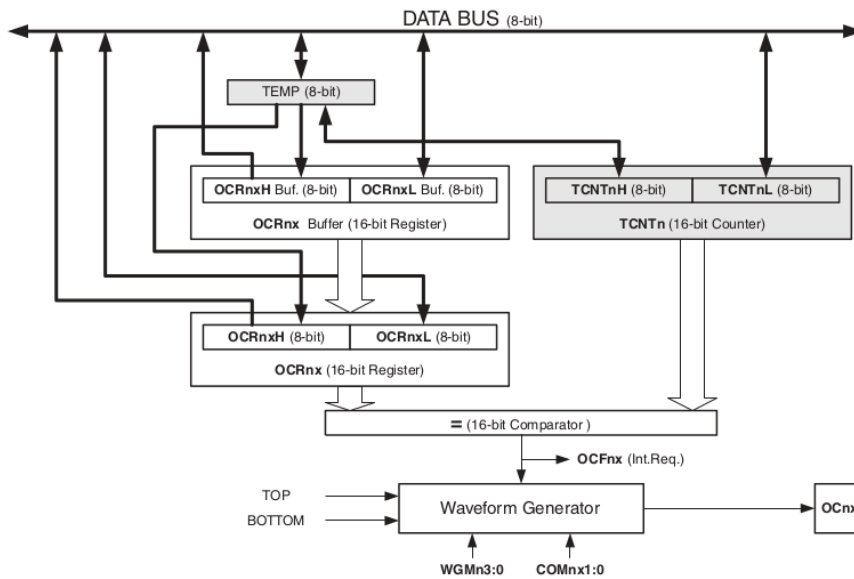 DATA BUS (8-bit)
TEMP (8-bit)
OCRnxH Buf. (8-bit) OCRnxL Buf. (8-bit) TCNTnH (8-bit) TCNTnL (8-bit)
OCRnx Buffer (16-bit Register) TCNTn (16-bit Counter)
OCRnxH (8-bit) OCRnxL (8-bit)
OCRnx (16-bit Register)
= (16-bit Comparator )
OCFnx (Int.Req.)
TOP
Waveform Generator OCnx
BOTTOM
WGMn3:0 COMnx1:0